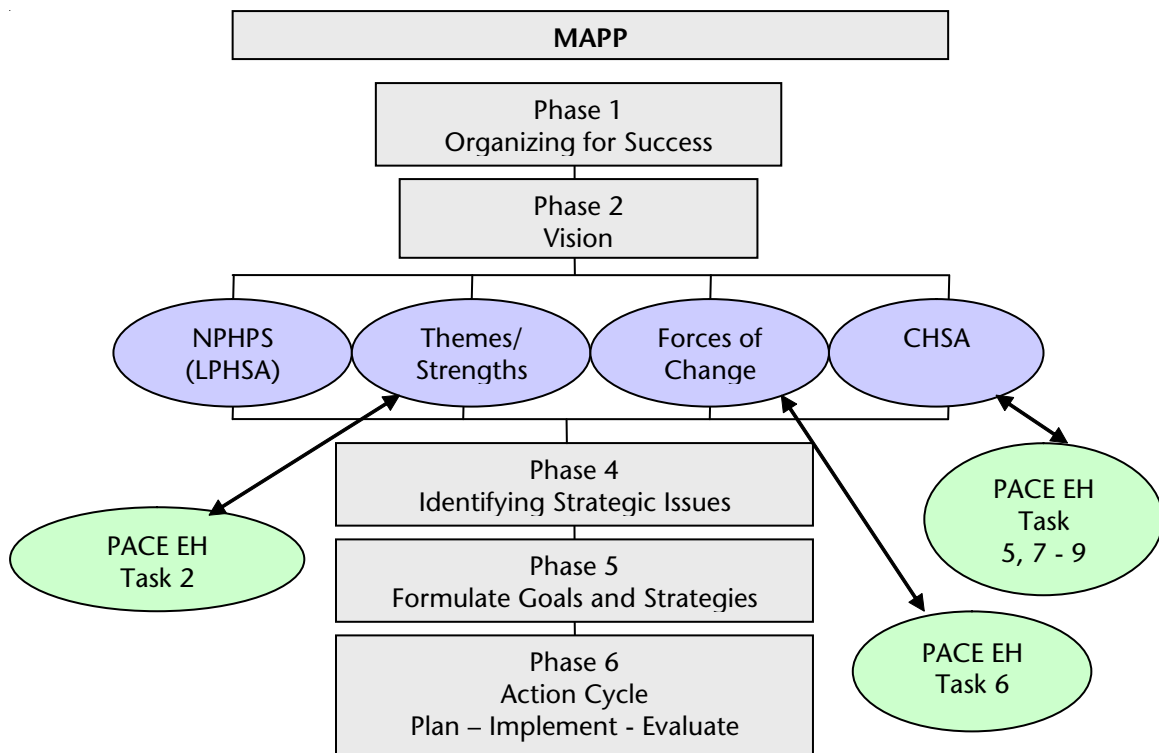 MAPP
Phase 1
Organizing for Success
Phase 2
Vision
NPHPS
(LPHSA)
Themes/
Strengths
Forces of
Change
CHSA
Phase 4
Identifying Strategic Issues
PACE EH
Task
5, 7 - 9
PACE EH
Task 2
Phase 5
Formulate Goals and Strategies
Phase 6
Action Cycle
Plan – Implement - Evaluate
PACE EH
Task 6